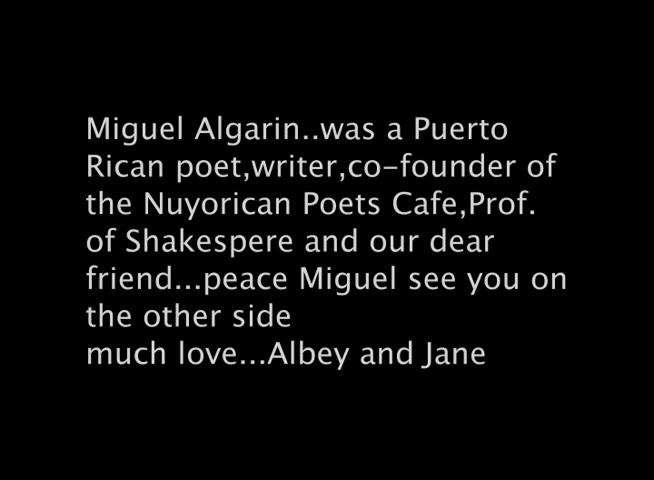 Miguel Algarin..was a Puerto
Rican poet,writer,co-founder of
the Nuyorican Poets Cafe,Prof.
of Shakespere and our dear
friend...peace Miguel see you on
the other side
much love...Albey and Jane